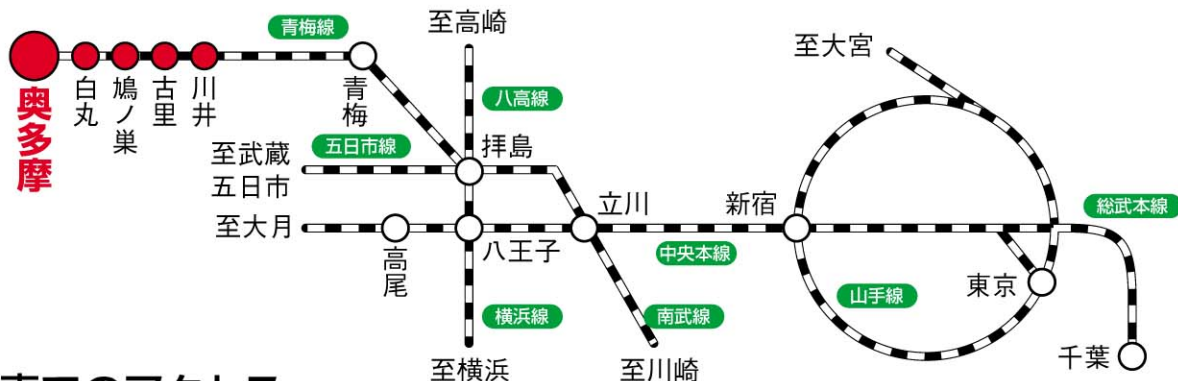 青梅線
至高崎
至大宮
奥多摩
白丸
鳩ノ巣
古里
川井
青梅
八高線
至武蔵
五日市
五日市線
拝島
至大月
高尾
八王子
立川
新宿
中央本線
総武本線
東京
山手線
横浜線
南武線
千葉
至横浜
至川崎